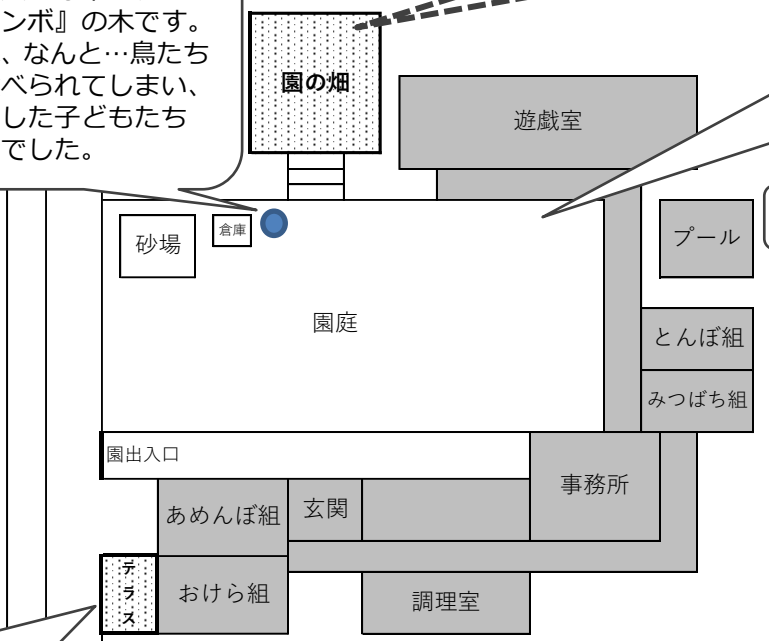 ンボ』の木です。
、なんと…鳥たち
べられてしまい、
した子どもたち
でした。
園の畑
遊戯室
砂場
倉庫
プール
園庭
とんぼ組
みつばち組
園出入口
事務所
あめんぼ組
玄関
テラス
おけら組
調理室